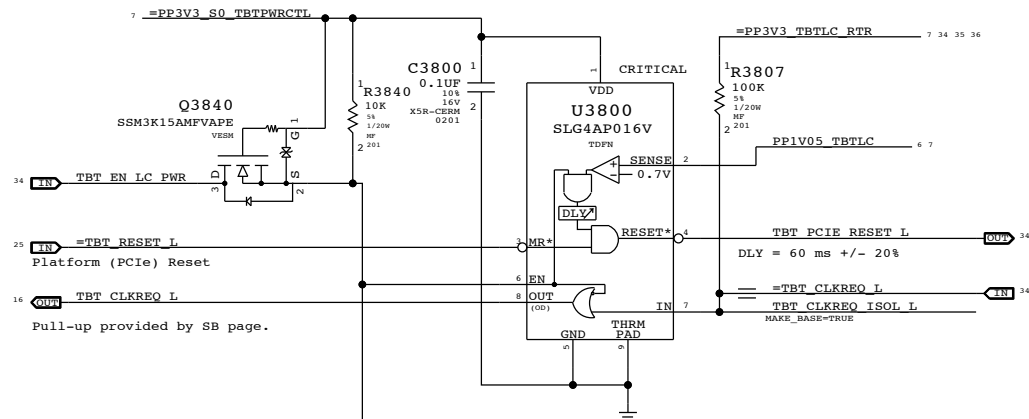 7 =PP3V3_S0_TBTPWRCTL
=PP3V3_TBTLC_RTR 7 34 35 36
C3800 1
0.1UF
10%
16V
X5R-CERM
0201
2
1
R3840
10K
5%
1/20W
MF
201
2
Q3840
SSM3K15AMFVAPE
VESM
G 1
D 3
S 2
1
VDD
CRITICAL
U3800
SLG4AP016V
TDFN
1
R3807
100K
5%
1/20W
MF
201
2
SENSE 2
0.7V
PP1V05_TBTLC 6 7
34 IN TBT_EN_LC_PWR
DLY
25 IN =TBT_RESET_L
3 MR*
RESET* 4
TBT_PCIE_RESET_L
OUT 34
Platform (PCIe) Reset
DLY = 60 ms +/- 20%
6 EN
16 OUT TBT_CLKREQ_L
8 OUT
(OD)
=TBT_CLKREQ_L
IN 34
IN 7
TBT_CLKREQ_ISOL_L
MAKE_BASE=TRUE
Pull-up provided by SB page.
GND
5
THRM
PAD
9